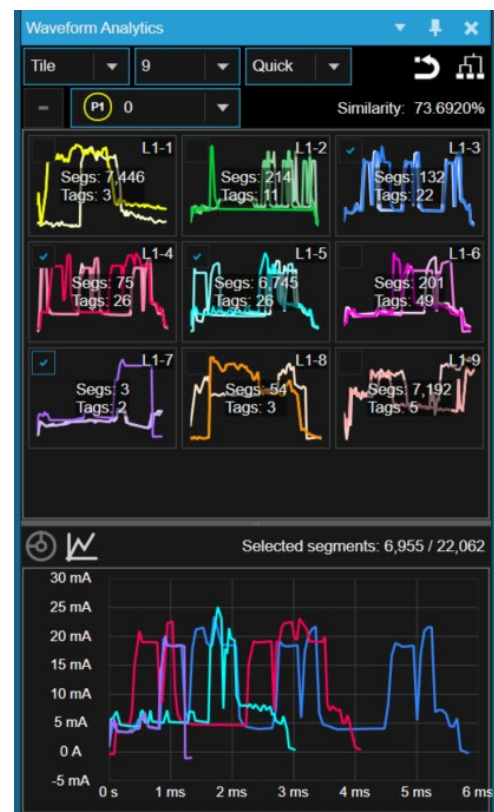 Waveform Analytics
Tile 9 Quick
P1 0 Similarity: 73.6920%
L1-1
Segs: 7,446
Tags: 3
L1-2
Segs: 214
Tags: 11
L1-3
Segs: 132
Tags: 22
L1-4
Segs: 75
Tags: 26
L1-5
Segs: 6,745
Tags: 26
L1-6
Segs: 201
Tags: 49
L1-7
Segs: 3
Tags: 2
L1-8
Segs: 54
Tags: 3
L1-9
Segs: 7,192
Tags: 5
Selected segments: 6,955 / 22,062
30 mA
25 mA
20 mA
15 mA
10 mA
5 mA
0 A
-5 mA
0 s 1 ms 2 ms 3 ms 4 ms 5 ms 6 ms